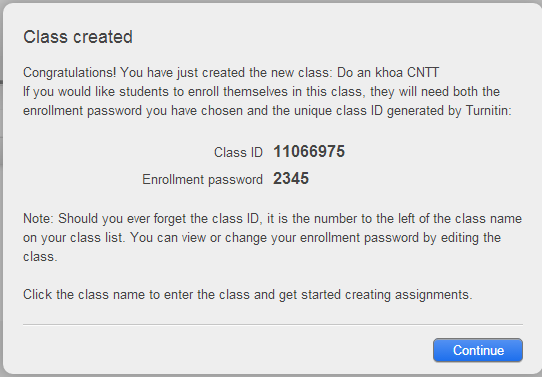 Class created
Congratulations! You have just created the new class: Do an khoa CNTT
If you would like students to enroll themselves in this class, they will need both the
enrollment password you have chosen and the unique class ID generated by Turnitin:
Class ID 11066975
Enrollment password 2345
Note: Should you ever forget the class ID, it is the number to the left of the class name
on your class list. You can view or change your enrollment password by editing the
class.
Click the class name to enter the class and get started creating assignments.
Continue